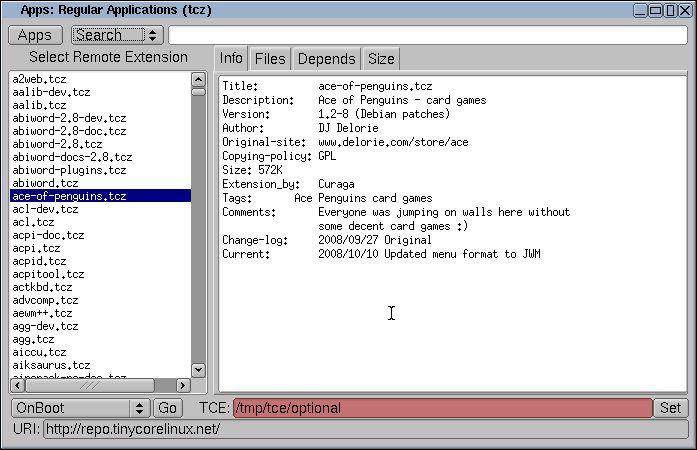 Apps: Regular Applications (tcz)
Apps Search
Select Remote Extension
a2web.tcz
aalib-dev.tcz
aalib.tcz
abiword-2.8-dev.tcz
abiword-2.8-doc.tcz
abiword-2.8.tcz
abiword-docs-2.8.tcz
abiword-plugins.tcz
abiword.tcz
ace-of-penguins.tcz
acl-dev.tcz
acl.tcz
acpi-doc.tcz
acpi.tcz
acpid.tcz
acpitool.tcz
actkbd.tcz
advcomp.tcz
aewm++.tcz
agg-dev.tcz
agg.tcz
aiccu.tcz
aiksaurus.tcz
Info Files Depends Size
Title: ace-of-penguins.tcz
Description: Ace of Penguins - card games
Version: 1.2-8 (Debian patches)
Author: DJ Delorie
Original-site: www.delorie.com/store/ace
Copying-policy: GPL
Size: 572K
Extension_by: Curaga
Tags: Ace Penguins card games
Comments: Everyone was jumping on walls here without
some decent card games :)
Change-log: 2008/09/27 Original
Current: 2008/10/10 Updated menu format to JWM
OnBoot Go TCE: /tmp/tce/optional Set
URI: http://repo.tinycorelinux.net/